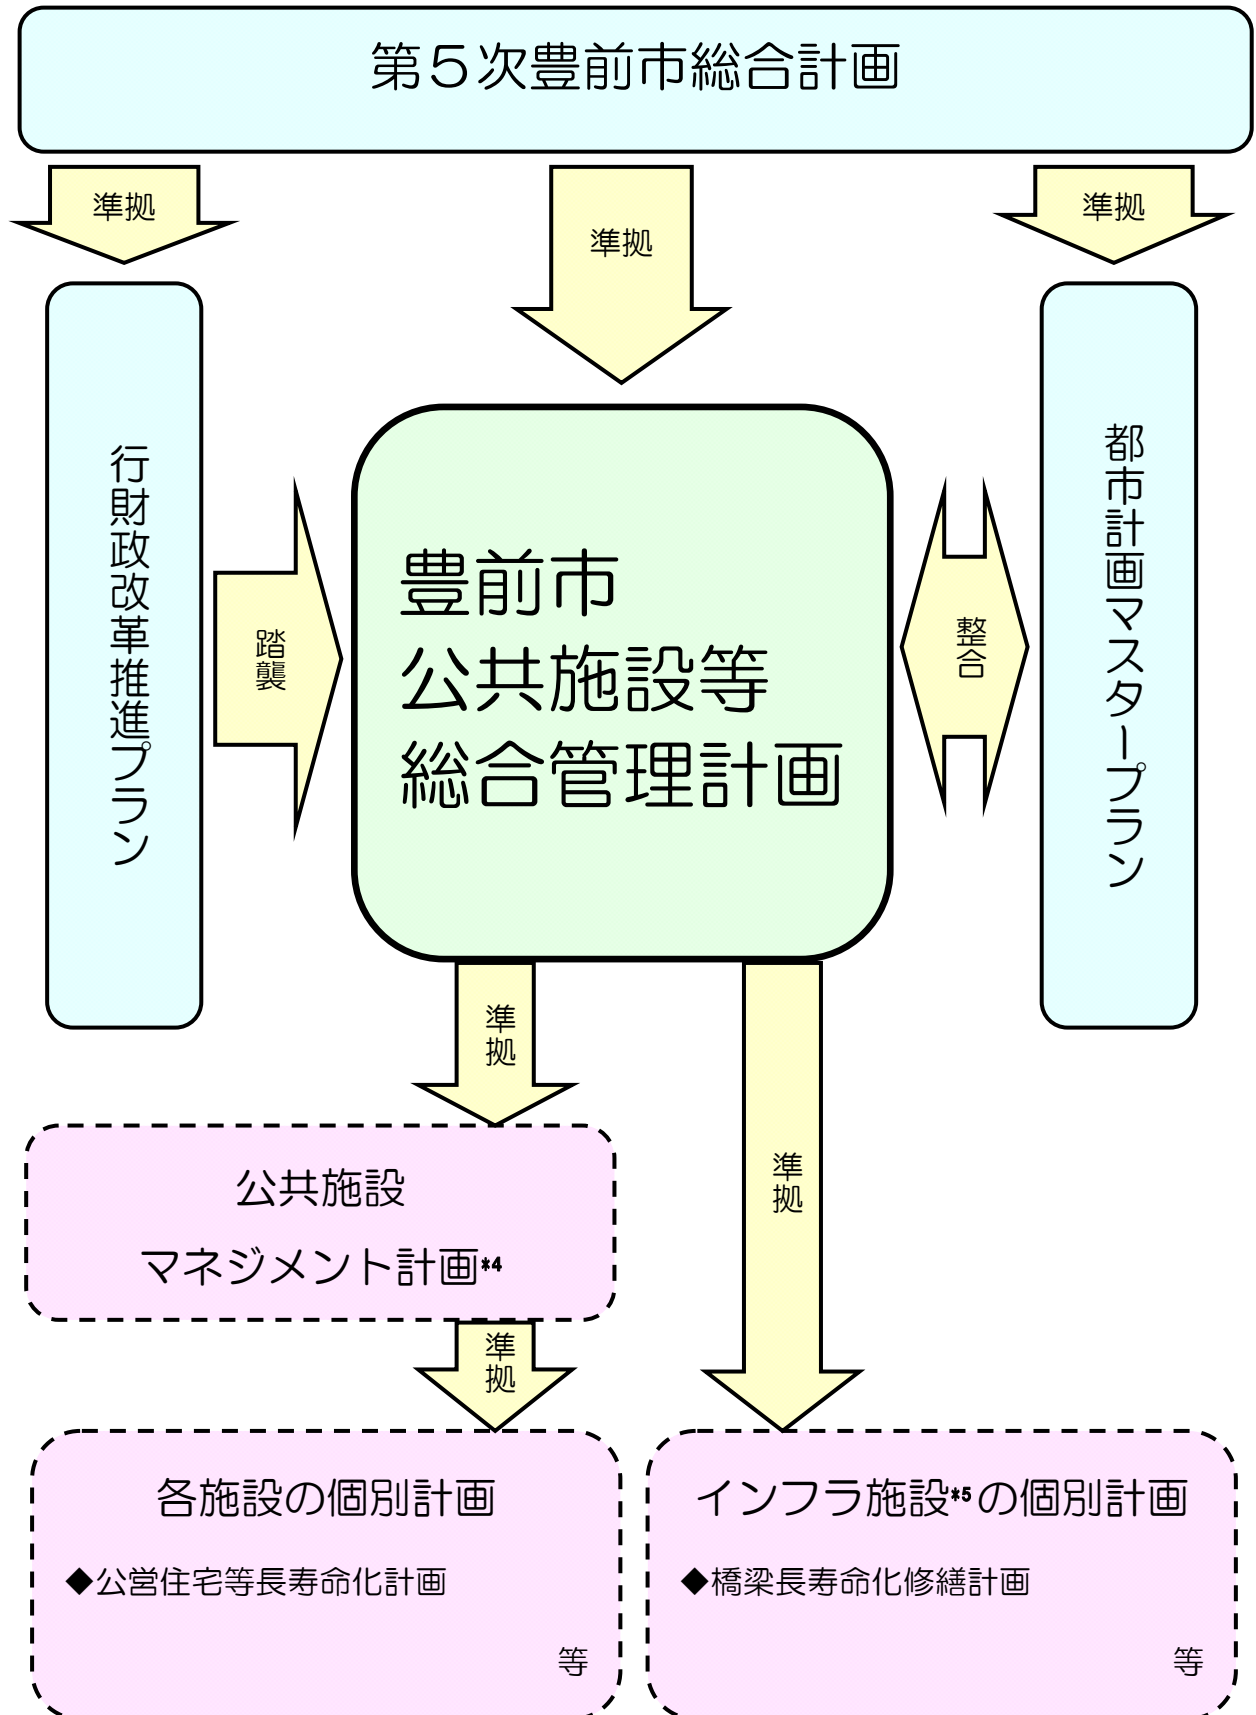 第５次豊前市総合計画
準拠
準拠
準拠
行財政改革推進プラン
踏襲
豊前市
公共施設等
総合管理計画
整合
都市計画マスタープラン
準拠
準拠
公共施設
マネジメント計画*4
準拠
各施設の個別計画
◆公営住宅等長寿命化計画
等
インフラ施設*5の個別計画
◆橋梁長寿命化修繕計画
等